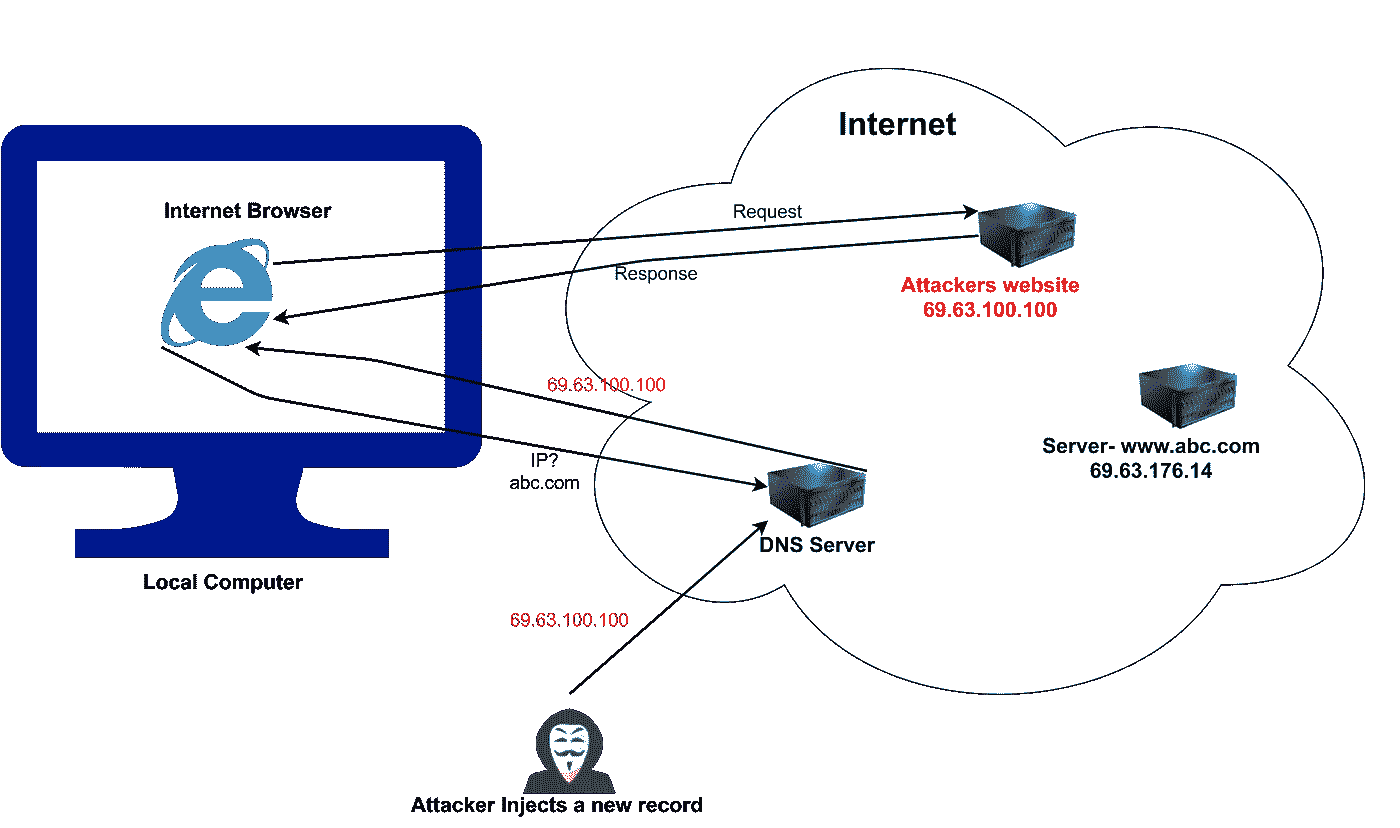 Internet
Internet Browser
Request
Response
Attackers website
69.63.100.100
69.63.100.100
Server- www.abc.com
69.63.176.14
IP?
abc.com
DNS Server
Local Computer
69.63.100.100
Attacker Injects a new record